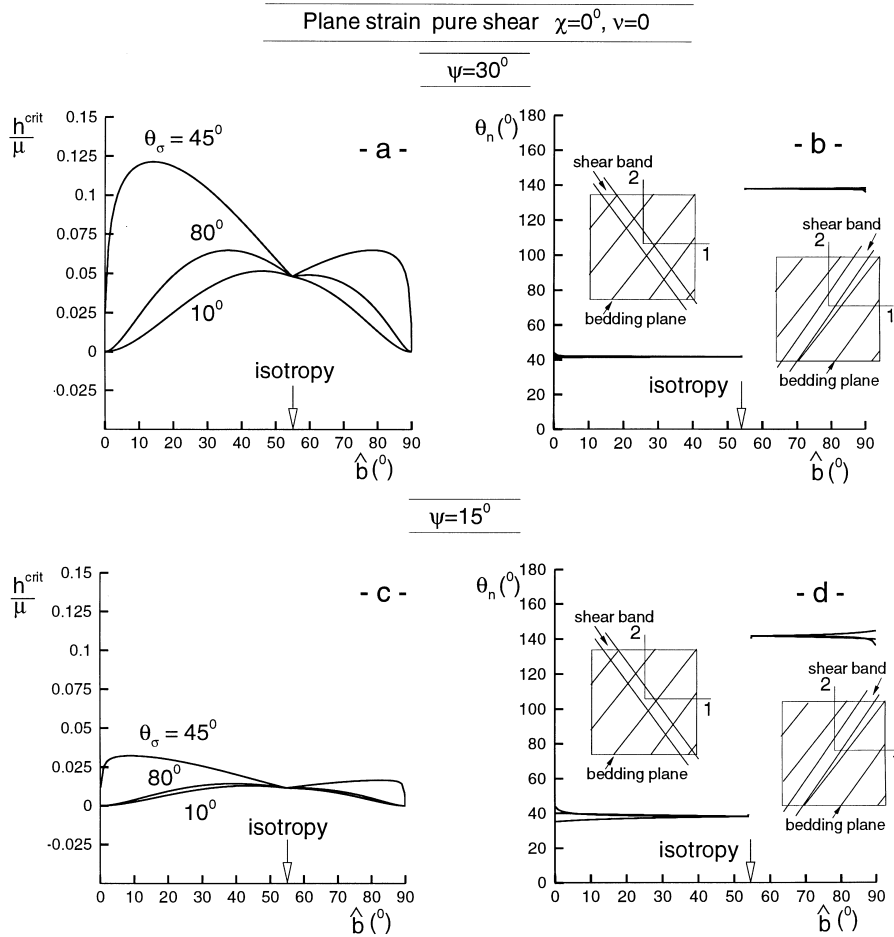 Plane strain pure shear χ=0⁰, ν=0
ψ=30⁰
h^crit/μ
0.15
0.125
0.1
0.075
0.05
0.025
0
-0.025
θσ = 45⁰
80⁰
10⁰
- a -
isotropy
0 10 20 30 40 50 60 70 80 90
b̂(⁰)
θn(⁰)
180
160
140
120
100
80
60
40
20
0
- b -
shear band
2
1
bedding plane
shear band
2
1
bedding plane
isotropy
0 10 20 30 40 50 60 70 80 90
b̂(⁰)
ψ=15⁰
h^crit/μ
0.15
0.125
0.1
0.075
0.05
0.025
0
-0.025
θσ = 45⁰
80⁰
10⁰
- c -
isotropy
0 10 20 30 40 50 60 70 80 90
b̂(⁰)
θn(⁰)
180
160
140
120
100
80
60
40
20
0
- d -
shear band
2
1
bedding plane
shear band
2
1
bedding plane
isotropy
0 10 20 30 40 50 60 70 80 90
b̂(⁰)